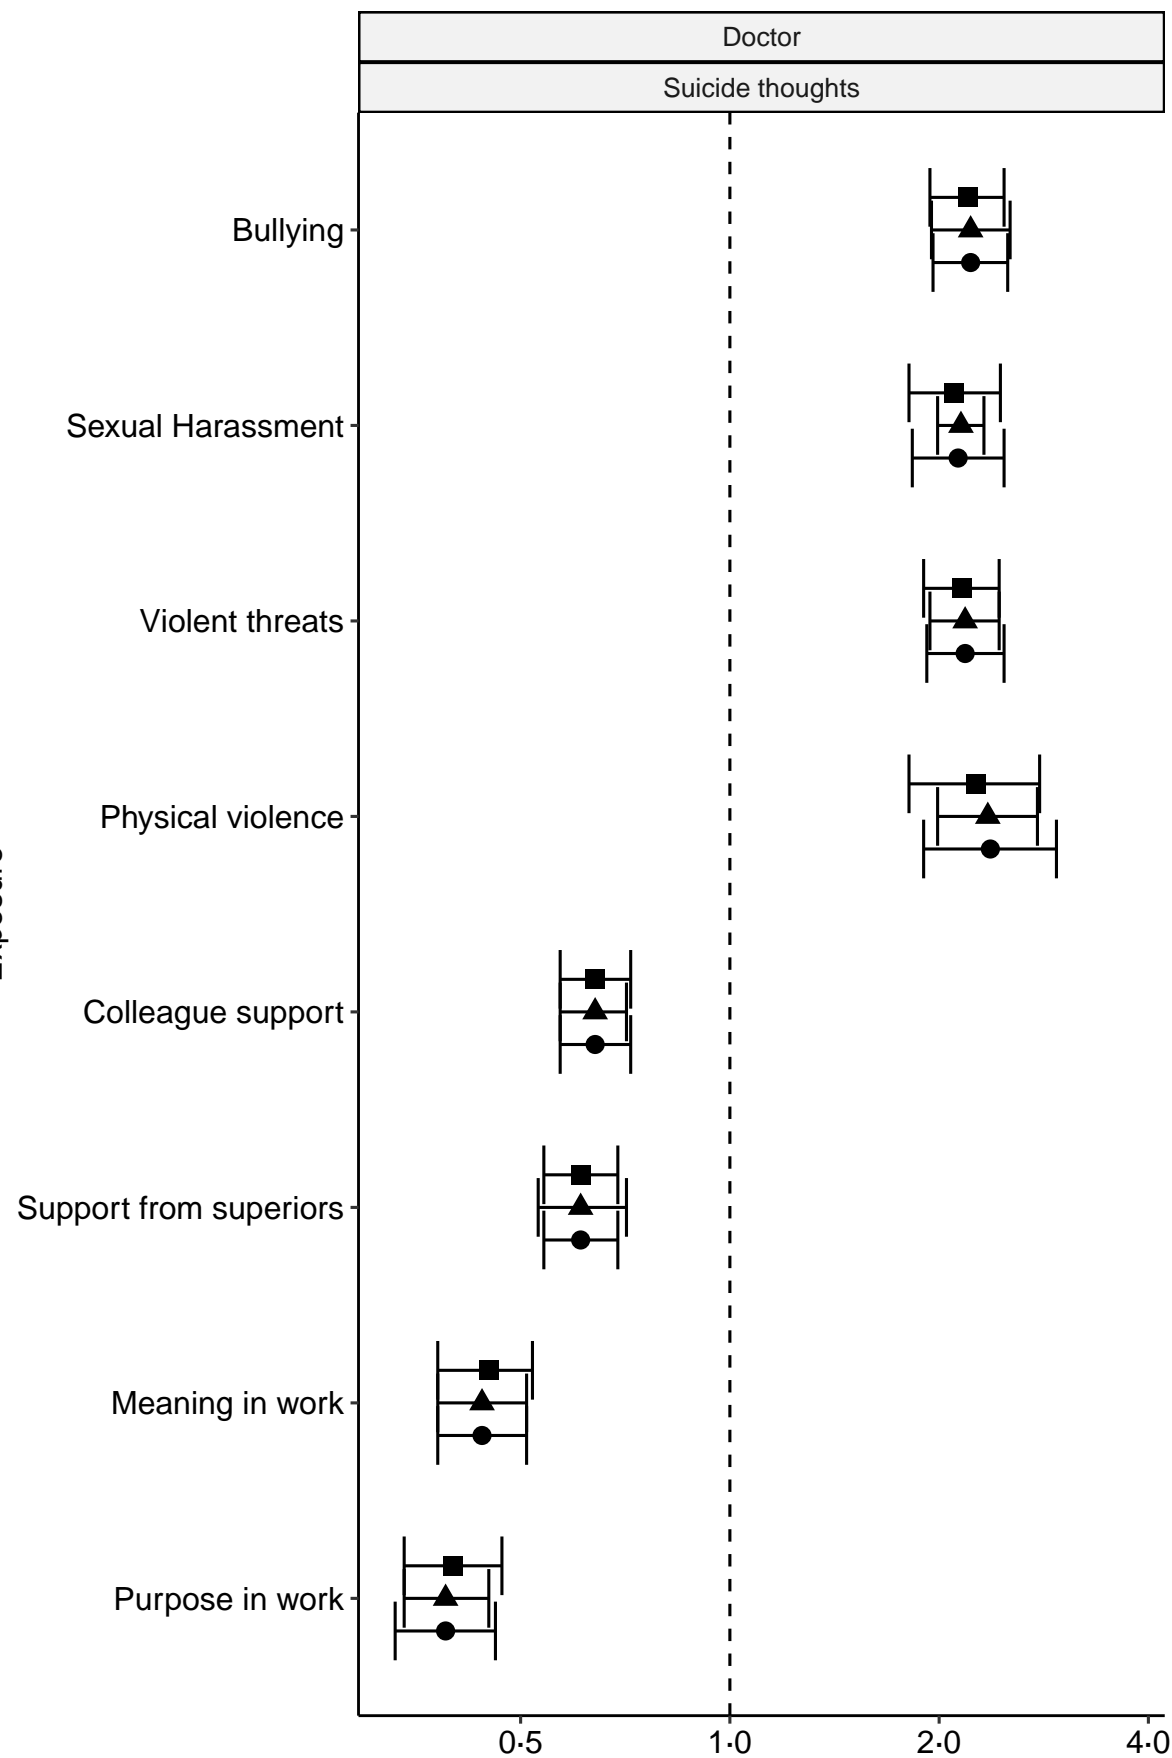 Doctor
Suicide thoughts
Bullying
Sexual Harassment
Violent threats
Physical violence
Colleague support
Support from superiors
Meaning in work
Purpose in work
0·5 1·0 2·0 4·0